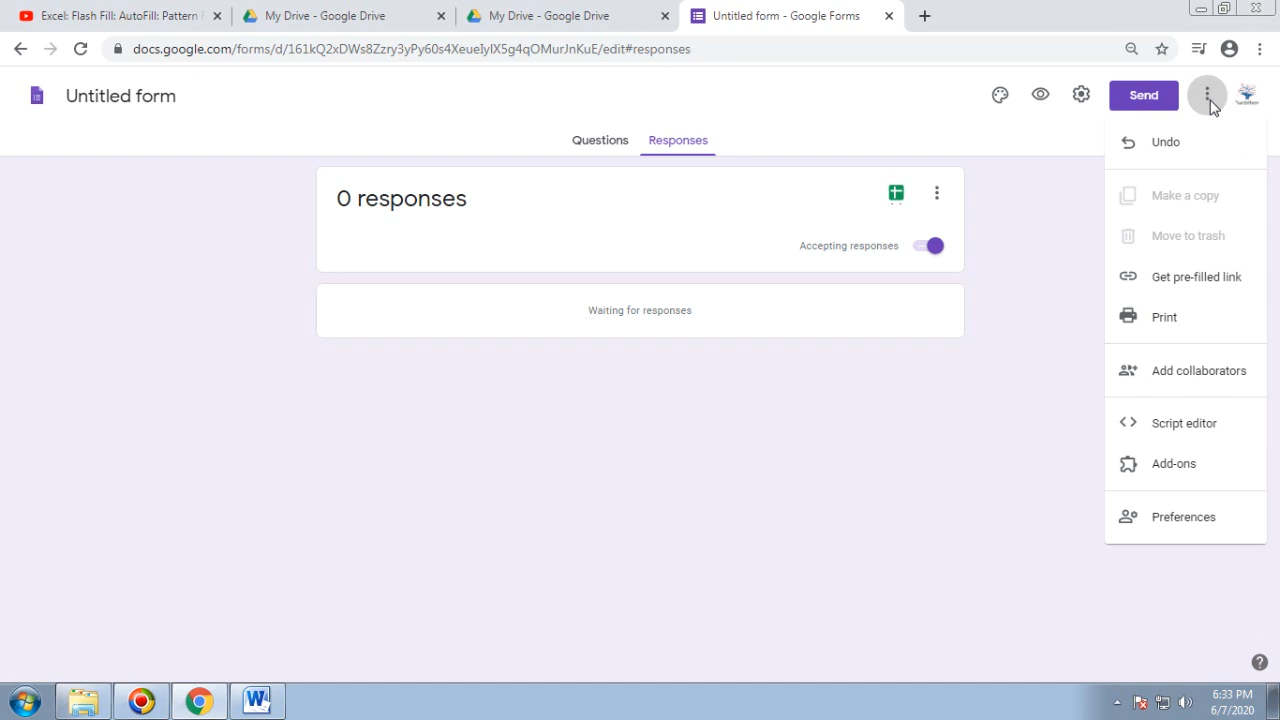 Excel: Flash Fill: AutoFill: Pattern F
My Drive - Google Drive
My Drive - Google Drive
Untitled form - Google Forms
docs.google.com/forms/d/161kQ2xDWs8Zzry3yPy60s4XeueIyIX5g4qOMurJnKuE/edit#responses
Untitled form
Send
Questions
Responses
Undo
0 responses
Make a copy
Accepting responses
Move to trash
Get pre-filled link
Waiting for responses
Print
Add collaborators
Script editor
Add-ons
Preferences
6:33 PM
6/7/2020